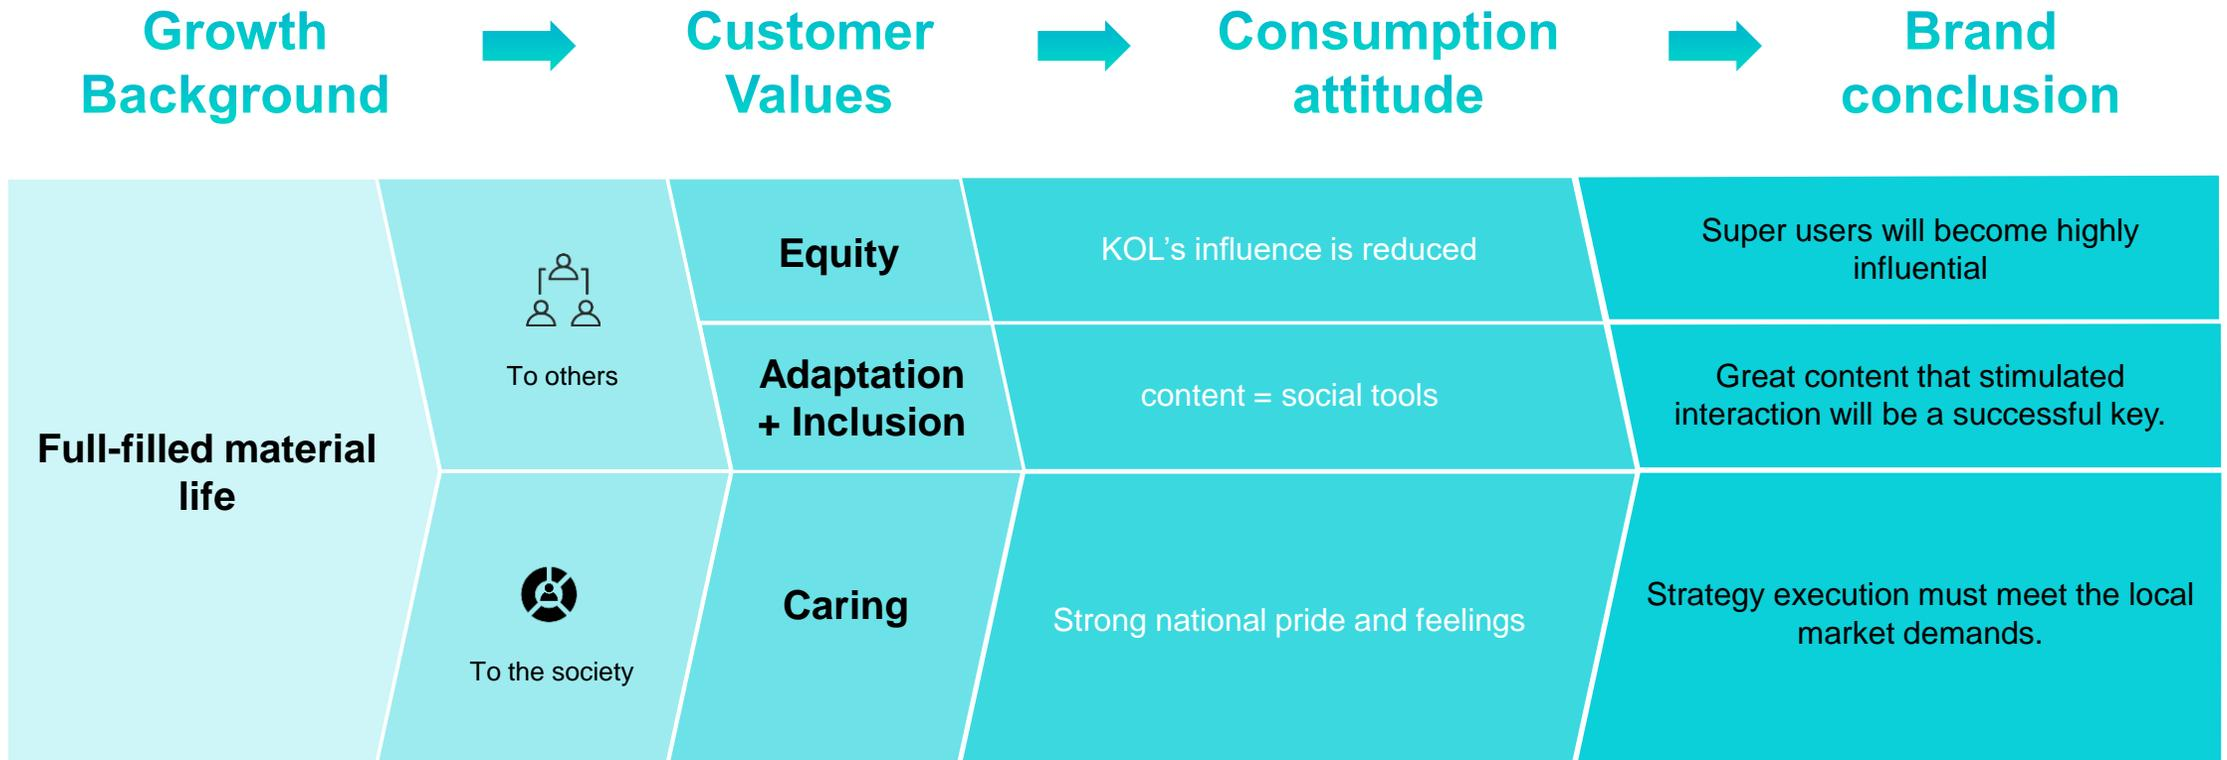 Growth
Background
Customer
Values
Consumption
attitude
Brand
conclusion
Full-filled material
life
To others
To the society
Equity
Adaptation
+ Inclusion
Caring
KOL’s influence is reduced
content = social tools
Strong national pride and feelings
Super users will become highly
influential
Great content that stimulated
interaction will be a successful key.
Strategy execution must meet the local
market demands.